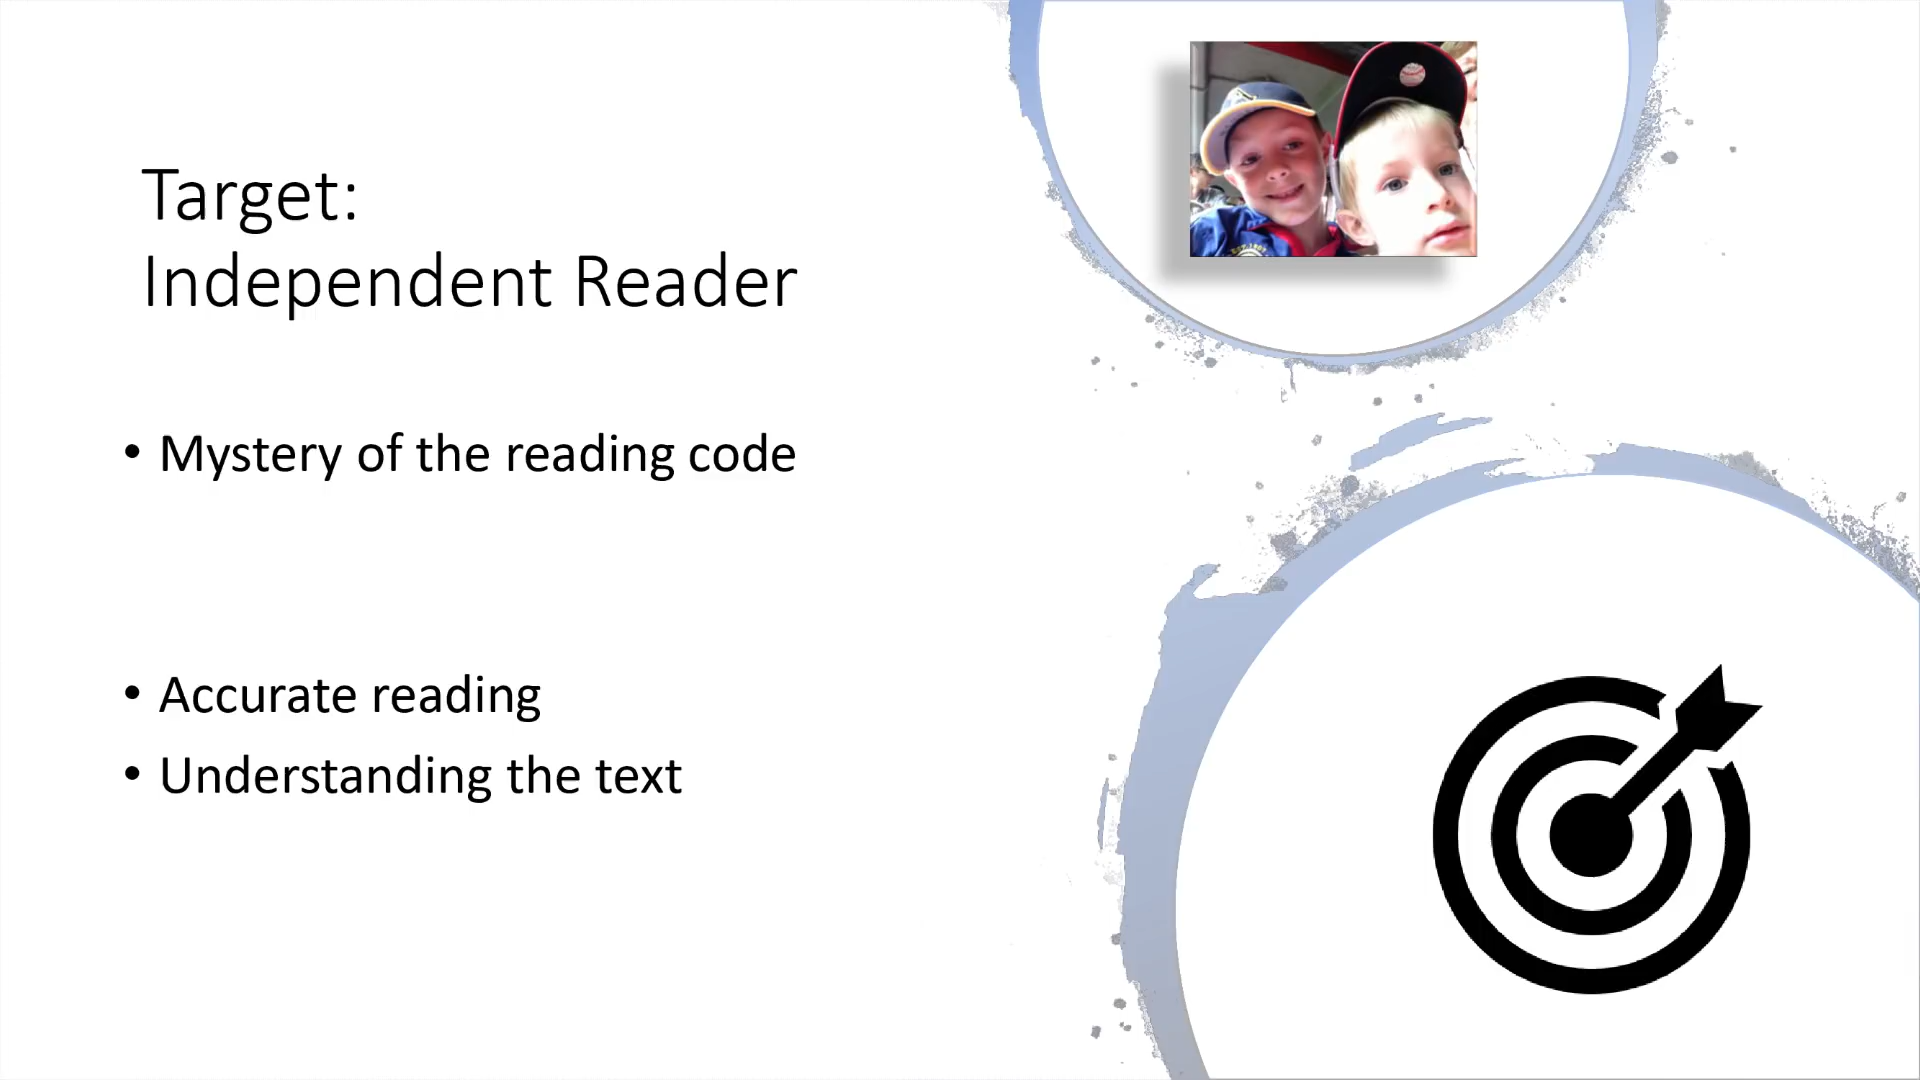 Target:
Independent Reader
• Mystery of the reading code
• Accurate reading
• Understanding the text